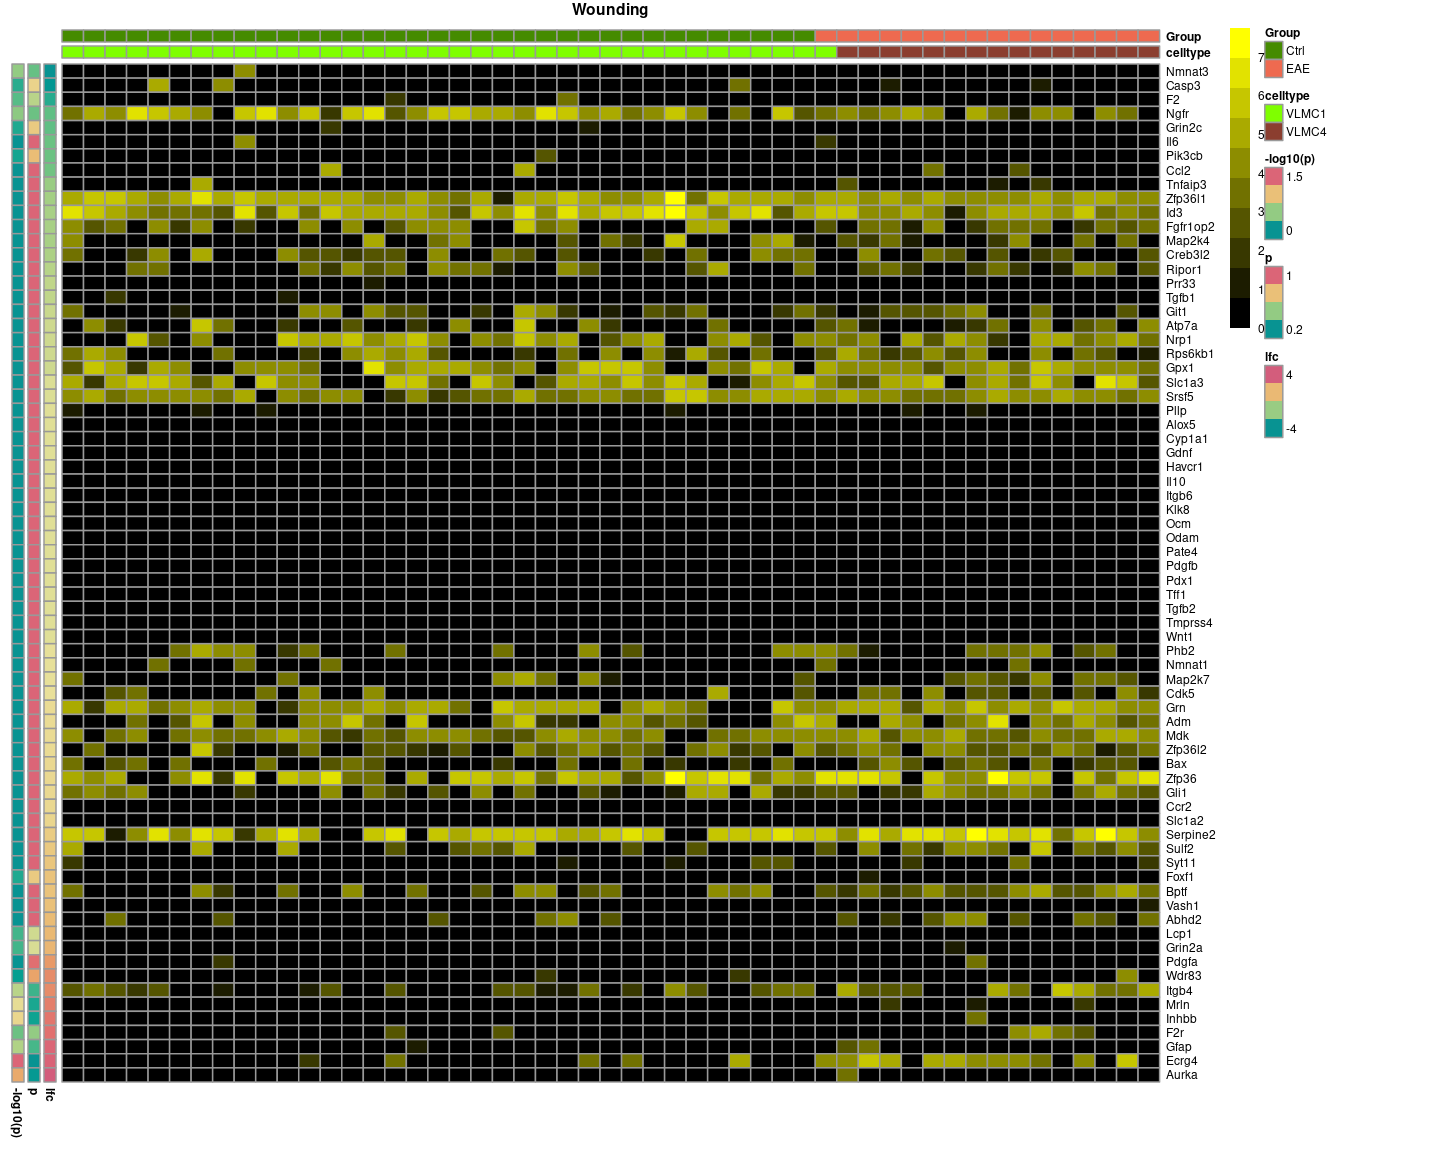 Wounding
Group
celltype
Nmnat3
Casp3
F2
Ngfr
Grin2c
Il6
Pik3cb
Ccl2
Tnfaip3
Zfp36l1
Id3
Fgfr1op2
Map2k4
Creb3l2
Ripor1
Prr33
Tgfb1
Git1
Atp7a
Nrp1
Rps6kb1
Gpx1
Slc1a3
Srsf5
Pllp
Alox5
Cyp1a1
Gdnf
Havcr1
Il10
Itgb6
Klk8
Ocm
Odam
Pate4
Pdgfb
Pdx1
Tff1
Tgfb2
Tmprss4
Wnt1
Phb2
Nmnat1
Map2k7
Cdk5
Grn
Adm
Mdk
Zfp36l2
Bax
Zfp36
Gli1
Ccr2
Slc1a2
Serpine2
Sulf2
Syt11
Foxf1
Bptf
Vash1
Abhd2
Lcp1
Grin2a
Pdgfa
Wdr83
Itgb4
Mrln
Inhbb
F2r
Gfap
Ecrg4
Aurka
-log10(p)
p
lfc
7
6
5
4
3
2
1
0
Group
Ctrl
EAE
celltype
VLMC1
VLMC4
-log10(p)
1.5
0
p
1
0.2
lfc
4
-4